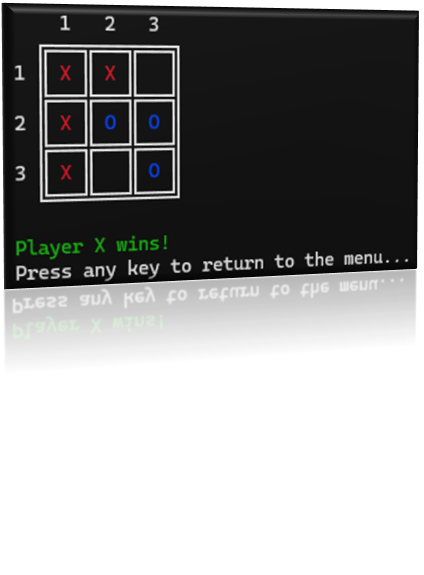 1 2 3
1 X X
2 X O O
3 X O
Player X wins!
Press any key to return to the menu...